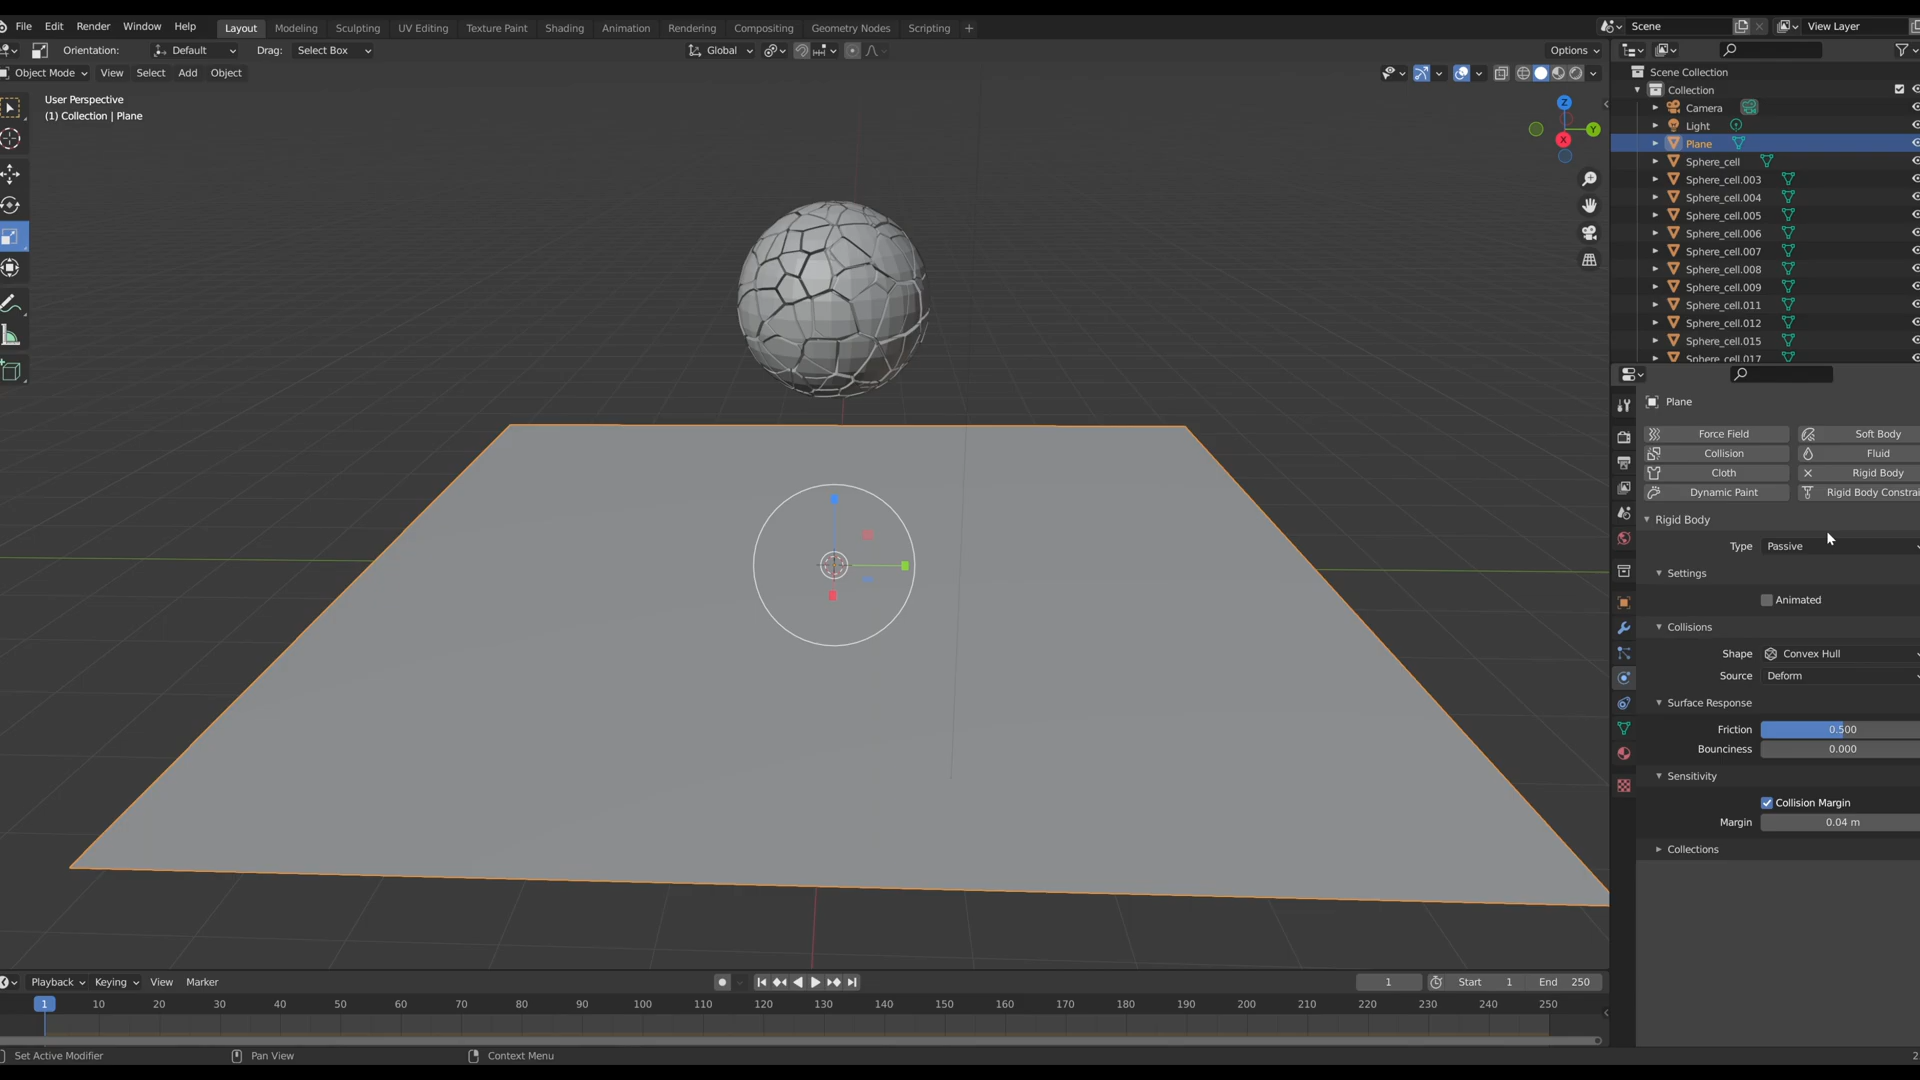 File Edit Render Window Help Layout Modeling Sculpting UV Editing Texture Paint Shading Animation Rendering Compositing Geometry Nodes Scripting + Scene View Layer
Orientation: Default Drag: Select Box Global Options
Object Mode View Select Add Object
User Perspective
(1) Collection | Plane
Z
Y
X
Scene Collection
Collection
Camera
Light
Plane
Sphere_cell
Sphere_cell.003
Sphere_cell.004
Sphere_cell.005
Sphere_cell.006
Sphere_cell.007
Sphere_cell.008
Sphere_cell.009
Sphere_cell.011
Sphere_cell.012
Sphere_cell.015
Sphere_cell.017
Plane
Force Field Soft Body
Collision Fluid
Cloth Rigid Body
Dynamic Paint Rigid Body Constrai
Rigid Body
Type Passive
Settings
Animated
Collisions
Shape Convex Hull
Source Deform
Surface Response
Friction 0.500
Bounciness 0.000
Sensitivity
Collision Margin
Margin 0.04 m
Collections
Playback Keying View Marker 1 Start 1 End 250
1 10 20 30 40 50 60 70 80 90 100 110 120 130 140 150 160 170 180 190 200 210 220 230 240 250
Set Active Modifier Pan View Context Menu 2.